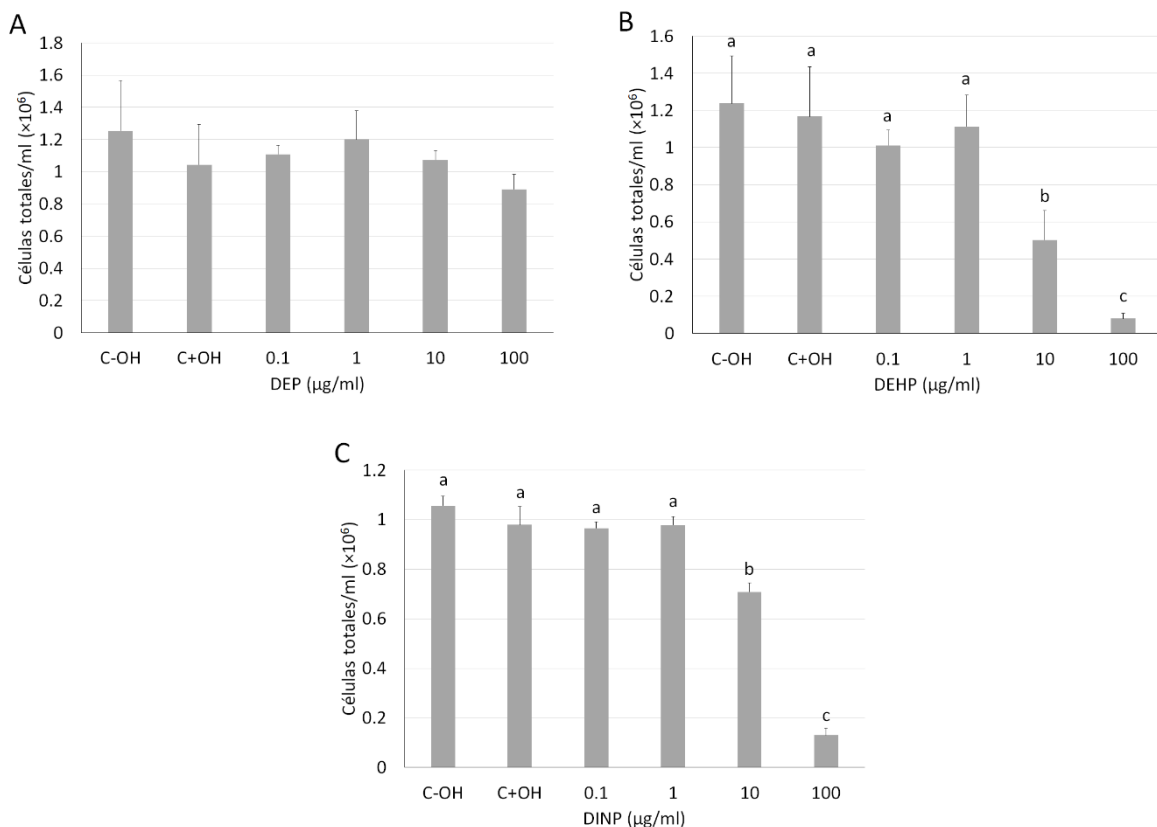 A
Células totales/ml (×10⁶)
1.8
1.6
1.4
1.2
1
0.8
0.6
0.4
0.2
0
C-OH C+OH 0.1 1 10 100
DEP (µg/ml)
B
Células totales/ml (×10⁶)
1.6
1.4
1.2
1
0.8
0.6
0.4
0.2
0
a a a a b c
C-OH C+OH 0.1 1 10 100
DEHP (µg/ml)
C
Células totales/ml (×10⁶)
1.2
1
0.8
0.6
0.4
0.2
0
a a a a b c
C-OH C+OH 0.1 1 10 100
DINP (µg/ml)